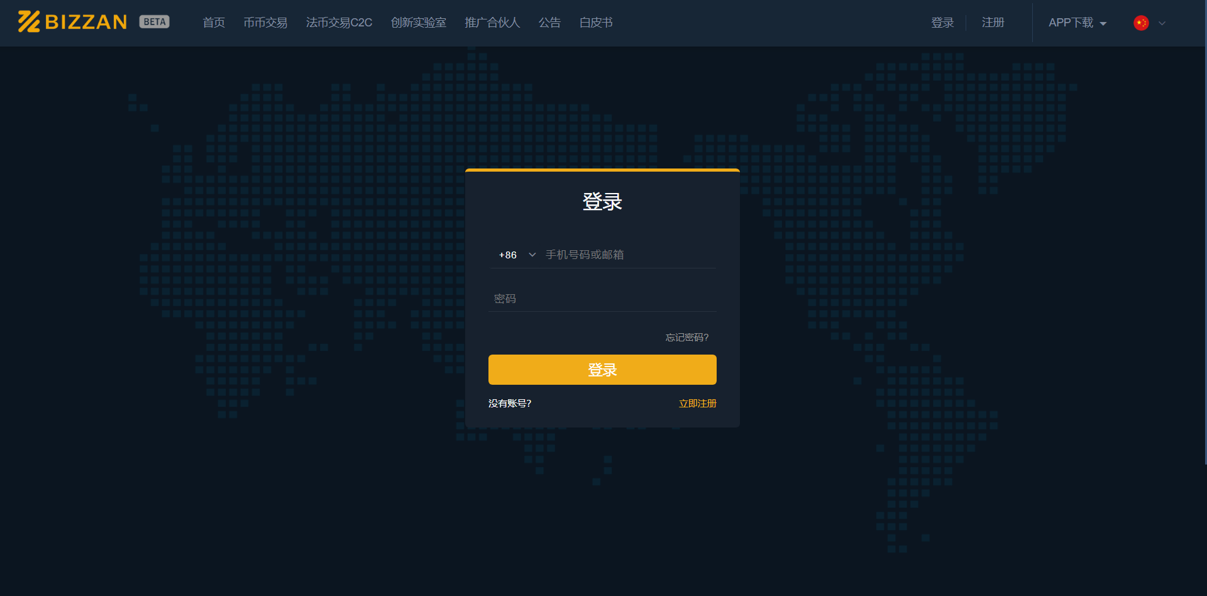 BIZZAN BETA 首页 币币交易 法币交易C2C 创新实验室 推广合伙人 公告 白皮书 登录 注册 APP下载
登录
+86 手机号码或邮箱
密码
忘记密码?
登录
没有账号? 立即注册